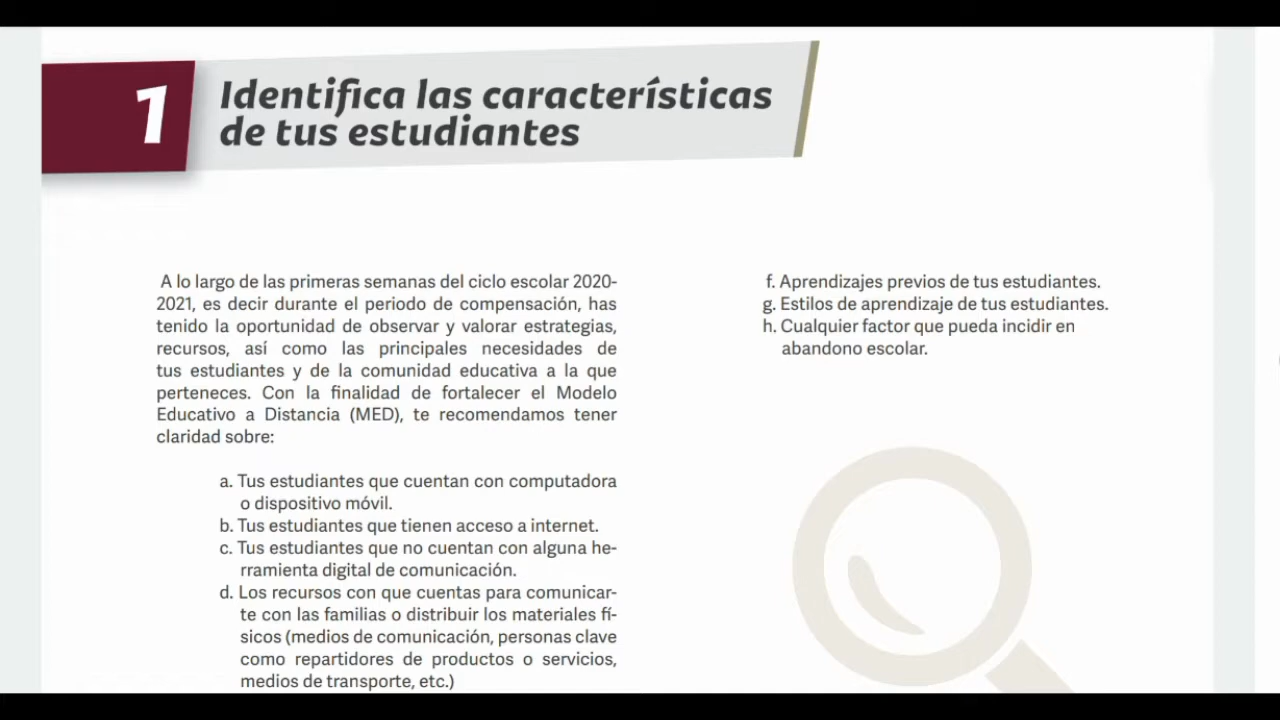 1
Identifica las características
de tus estudiantes
A lo largo de las primeras semanas del ciclo escolar 2020-
2021, es decir durante el periodo de compensación, has
tenido la oportunidad de observar y valorar estrategias,
recursos, así como las principales necesidades de
tus estudiantes y de la comunidad educativa a la que
perteneces. Con la finalidad de fortalecer el Modelo
Educativo a Distancia (MED), te recomendamos tener
claridad sobre:
a. Tus estudiantes que cuentan con computadora
o dispositivo móvil.
b. Tus estudiantes que tienen acceso a internet.
c. Tus estudiantes que no cuentan con alguna he-
rramienta digital de comunicación.
d. Los recursos con que cuentas para comunicar-
te con las familias o distribuir los materiales fí-
sicos (medios de comunicación, personas clave
como repartidores de productos o servicios,
medios de transporte, etc.)
f. Aprendizajes previos de tus estudiantes.
g. Estilos de aprendizaje de tus estudiantes.
h. Cualquier factor que pueda incidir en
abandono escolar.